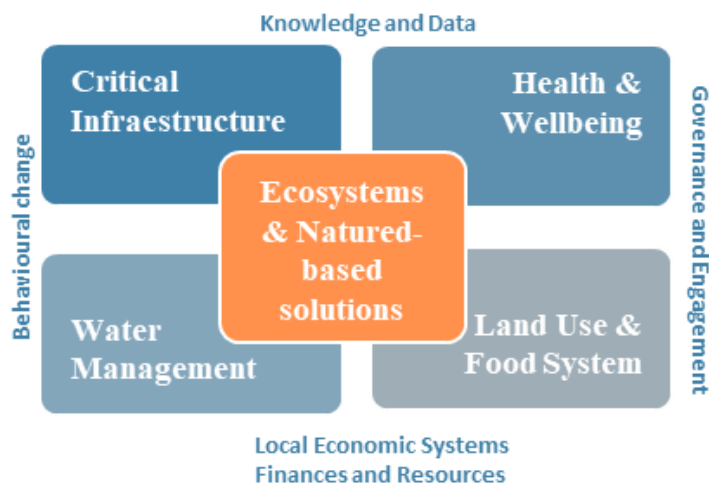 Knowledge and Data
Critical
Infraestructure
Health &
Wellbeing
Behavioural change
Ecosystems
& Natured-
based
solutions
Governance and Engagement
Water
Management
Land Use &
Food System
Local Economic Systems
Finances and Resources